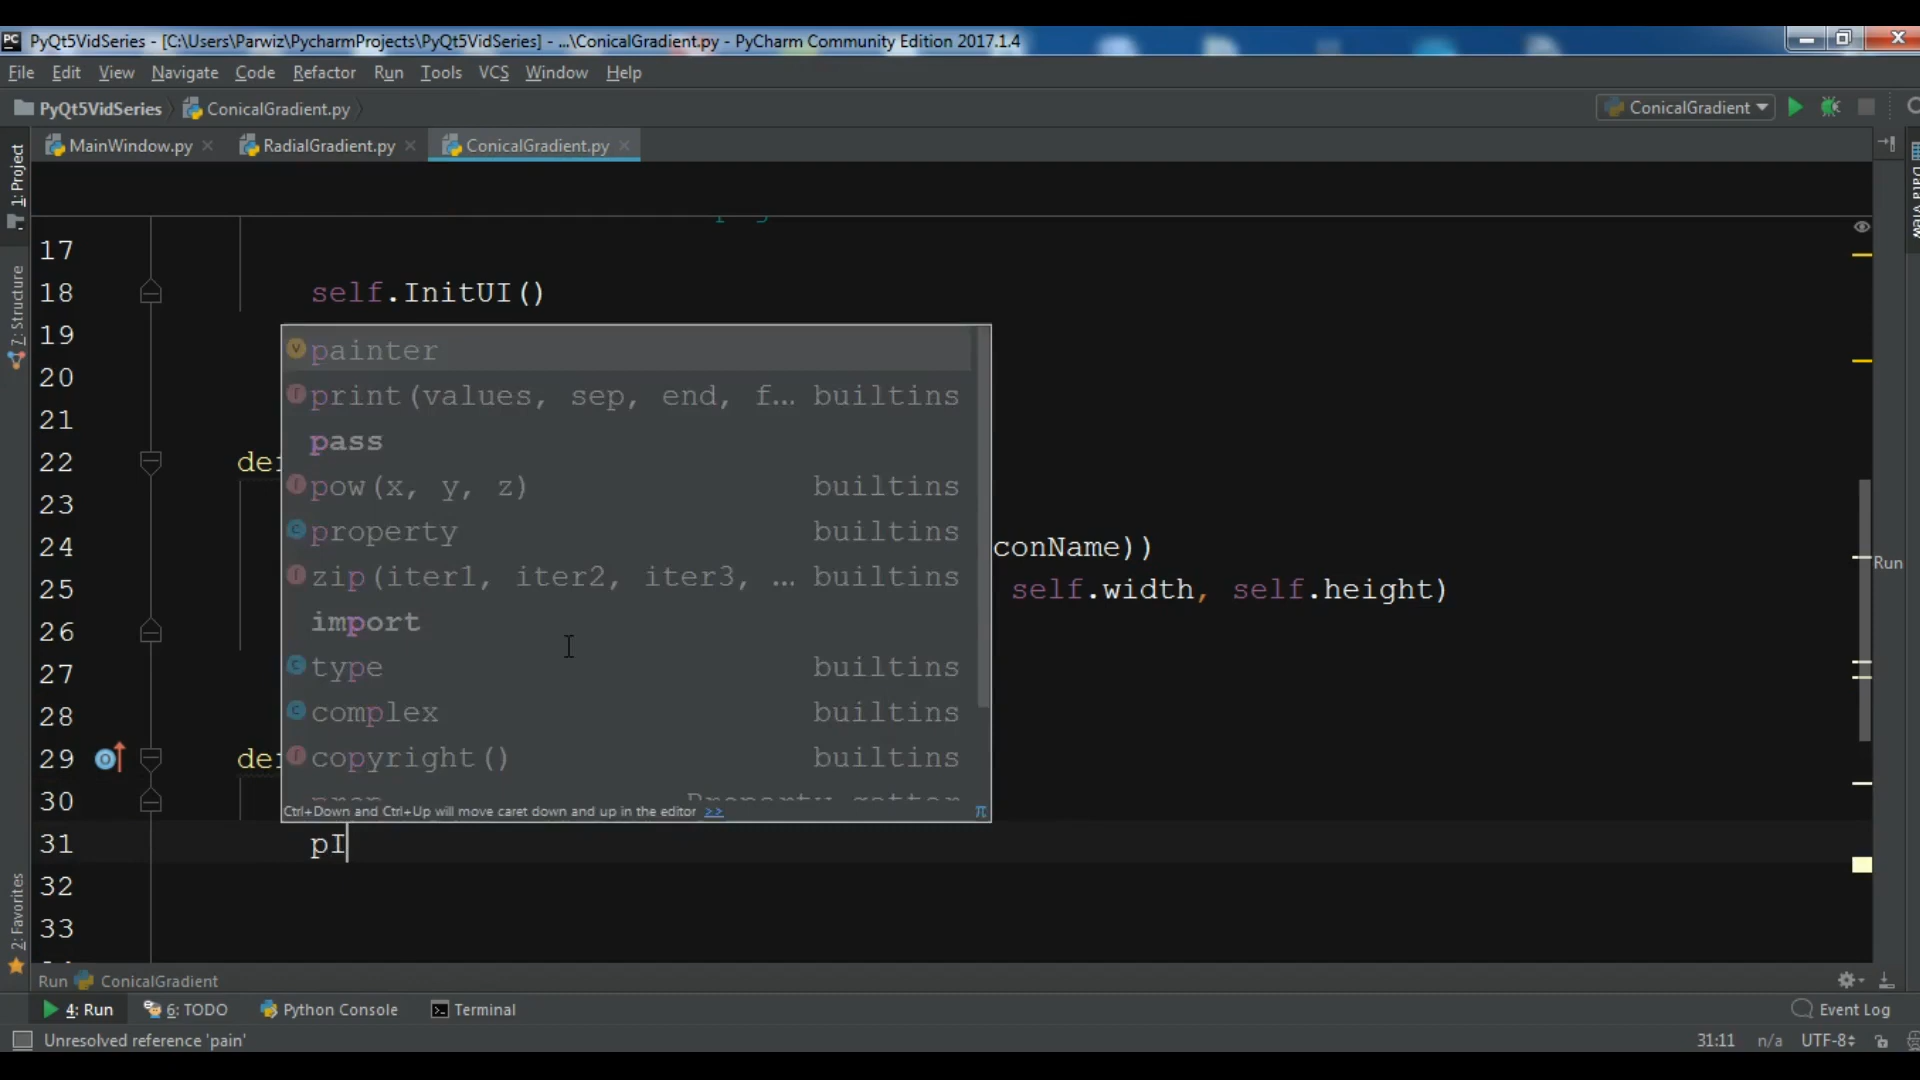 PC PyQt5VidSeries - [C:\Users\Parwiz\PycharmProjects\PyQt5VidSeries] - ...\ConicalGradient.py - PyCharm Community Edition 2017.1.4
File Edit View Navigate Code Refactor Run Tools VCS Window Help
PyQt5VidSeries ConicalGradient.py ConicalGradient
MainWindow.py RadialGradient.py ConicalGradient.py
1: Project
7: Structure
2: Favorites
Data View
17
18 self.InitUI()
19
painter
20 print(values, sep, end, f... builtins
21
pass
22 def
pow(x, y, z) builtins
23
property builtins
24 conName))
zip(iter1, iter2, iter3, ... builtins
25 self.width, self.height)
import
26
27 type builtins
28 complex builtins
29 def copyright() builtins
30
Ctrl+Down and Ctrl+Up will move caret down and up in the editor >> π
31 p
32
33
Run
Run ConicalGradient
4: Run 6: TODO Python Console Terminal Event Log
Unresolved reference 'pain' 31:11 n/a UTF-8